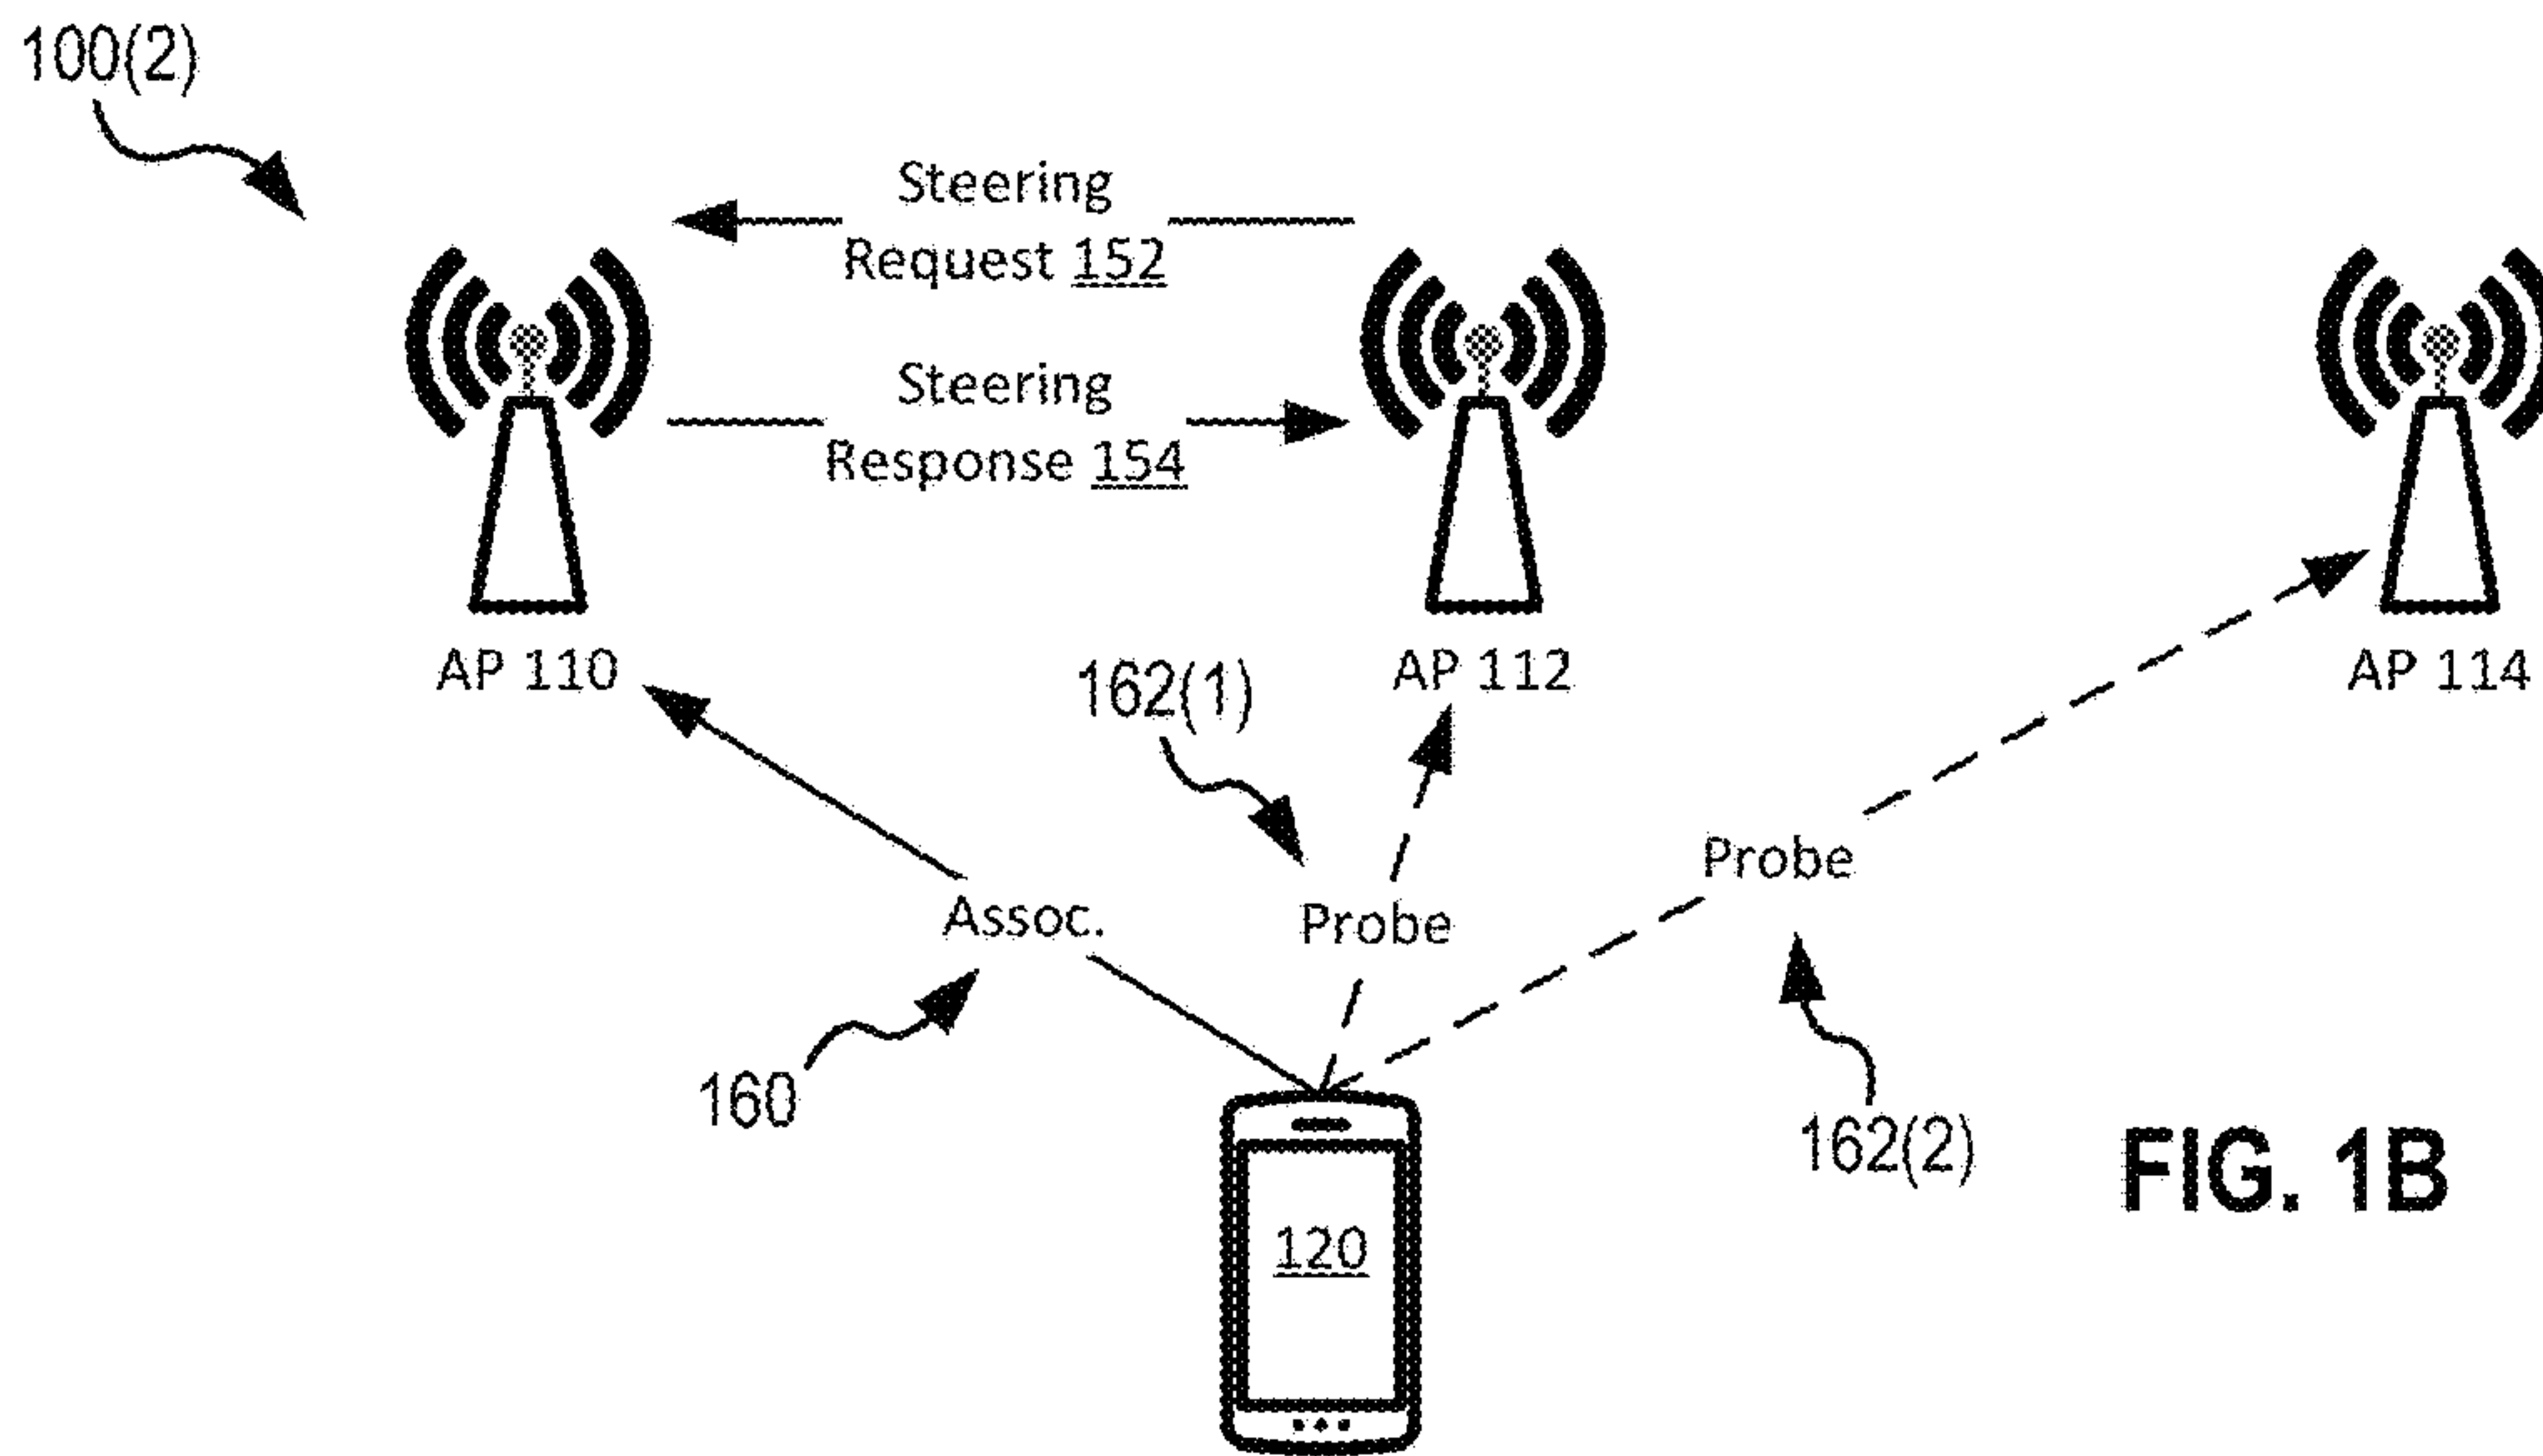 100(2)
Steering
Request 152
Steering
Response 154
AP 110
AP 112
AP 114
162(1)
Probe
Assoc.
Probe
160
162(2)
120
FIG. 1B